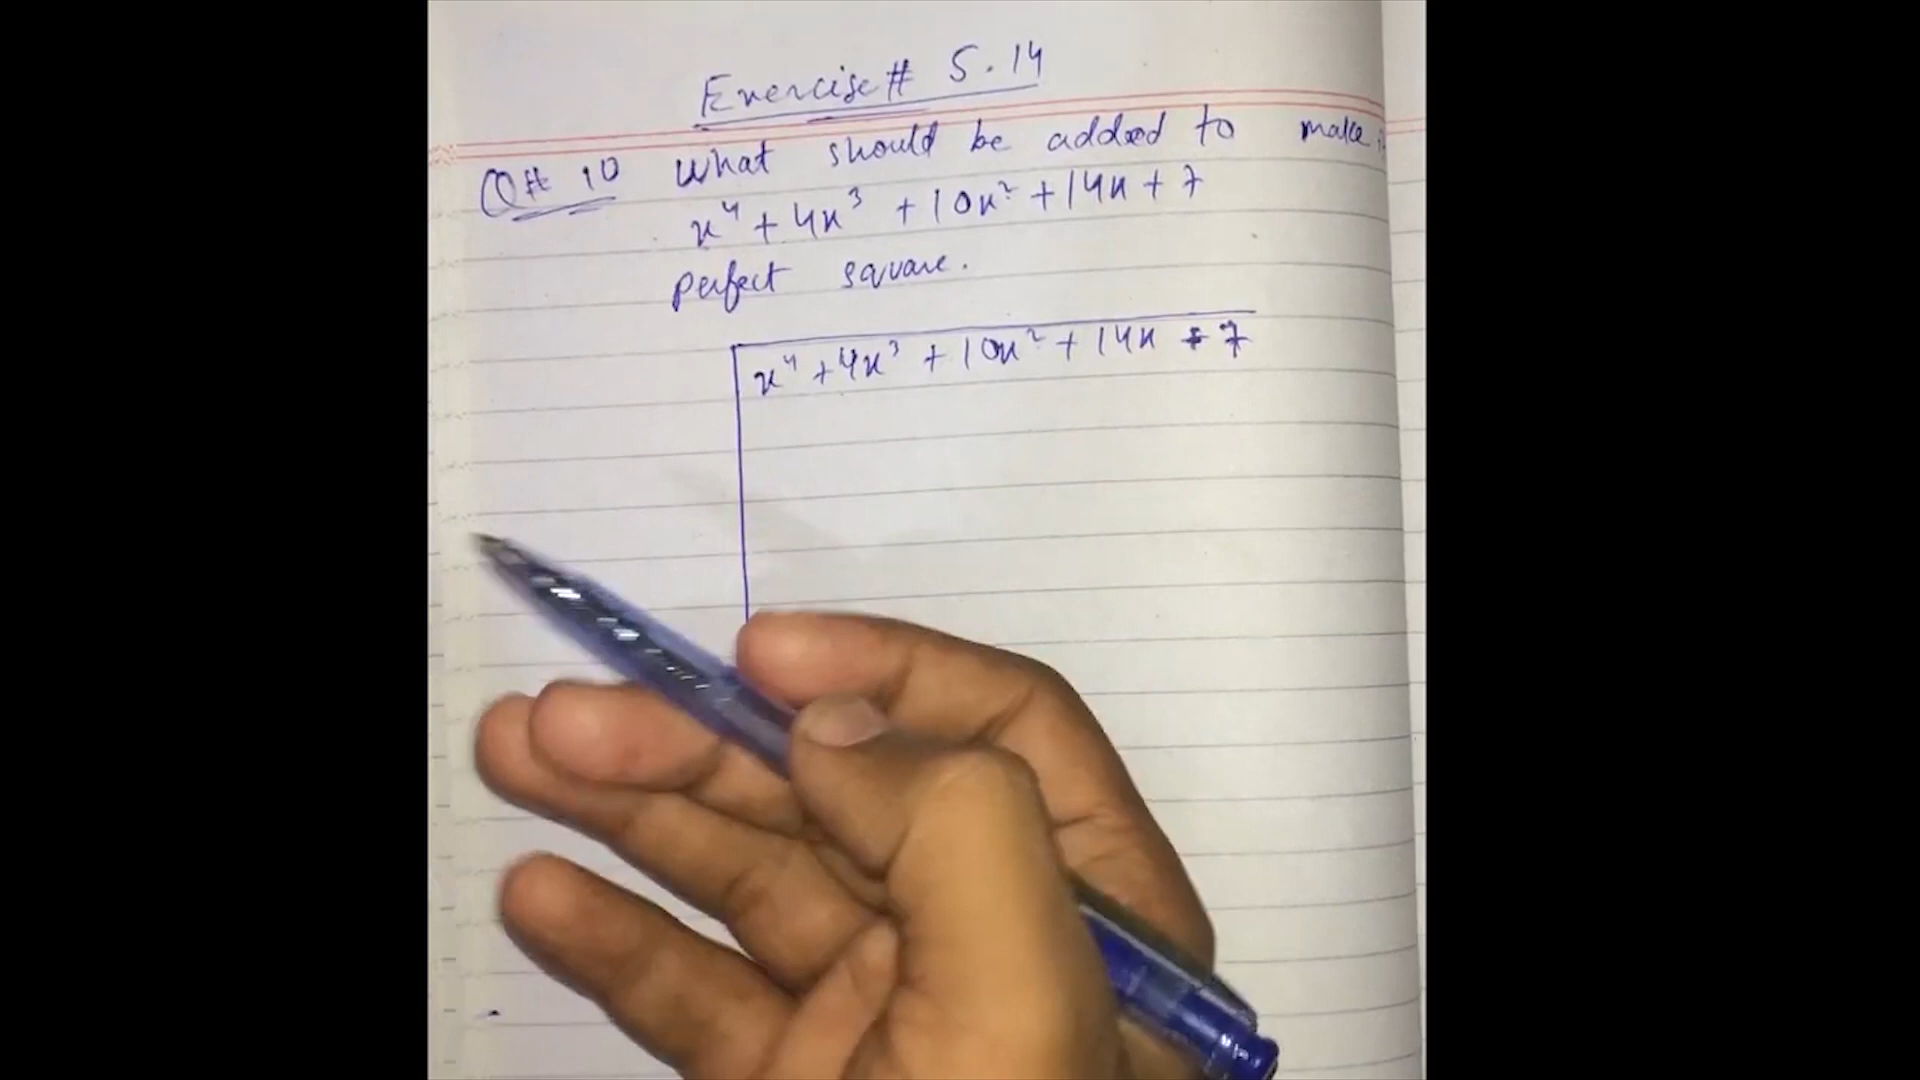 Exercise # 5.14
Q# 10 What should be added to make
x⁴ + 4x³ + 10x² + 14x + 7
perfect square.
x⁴ + 4x³ + 10x² + 14x + 7